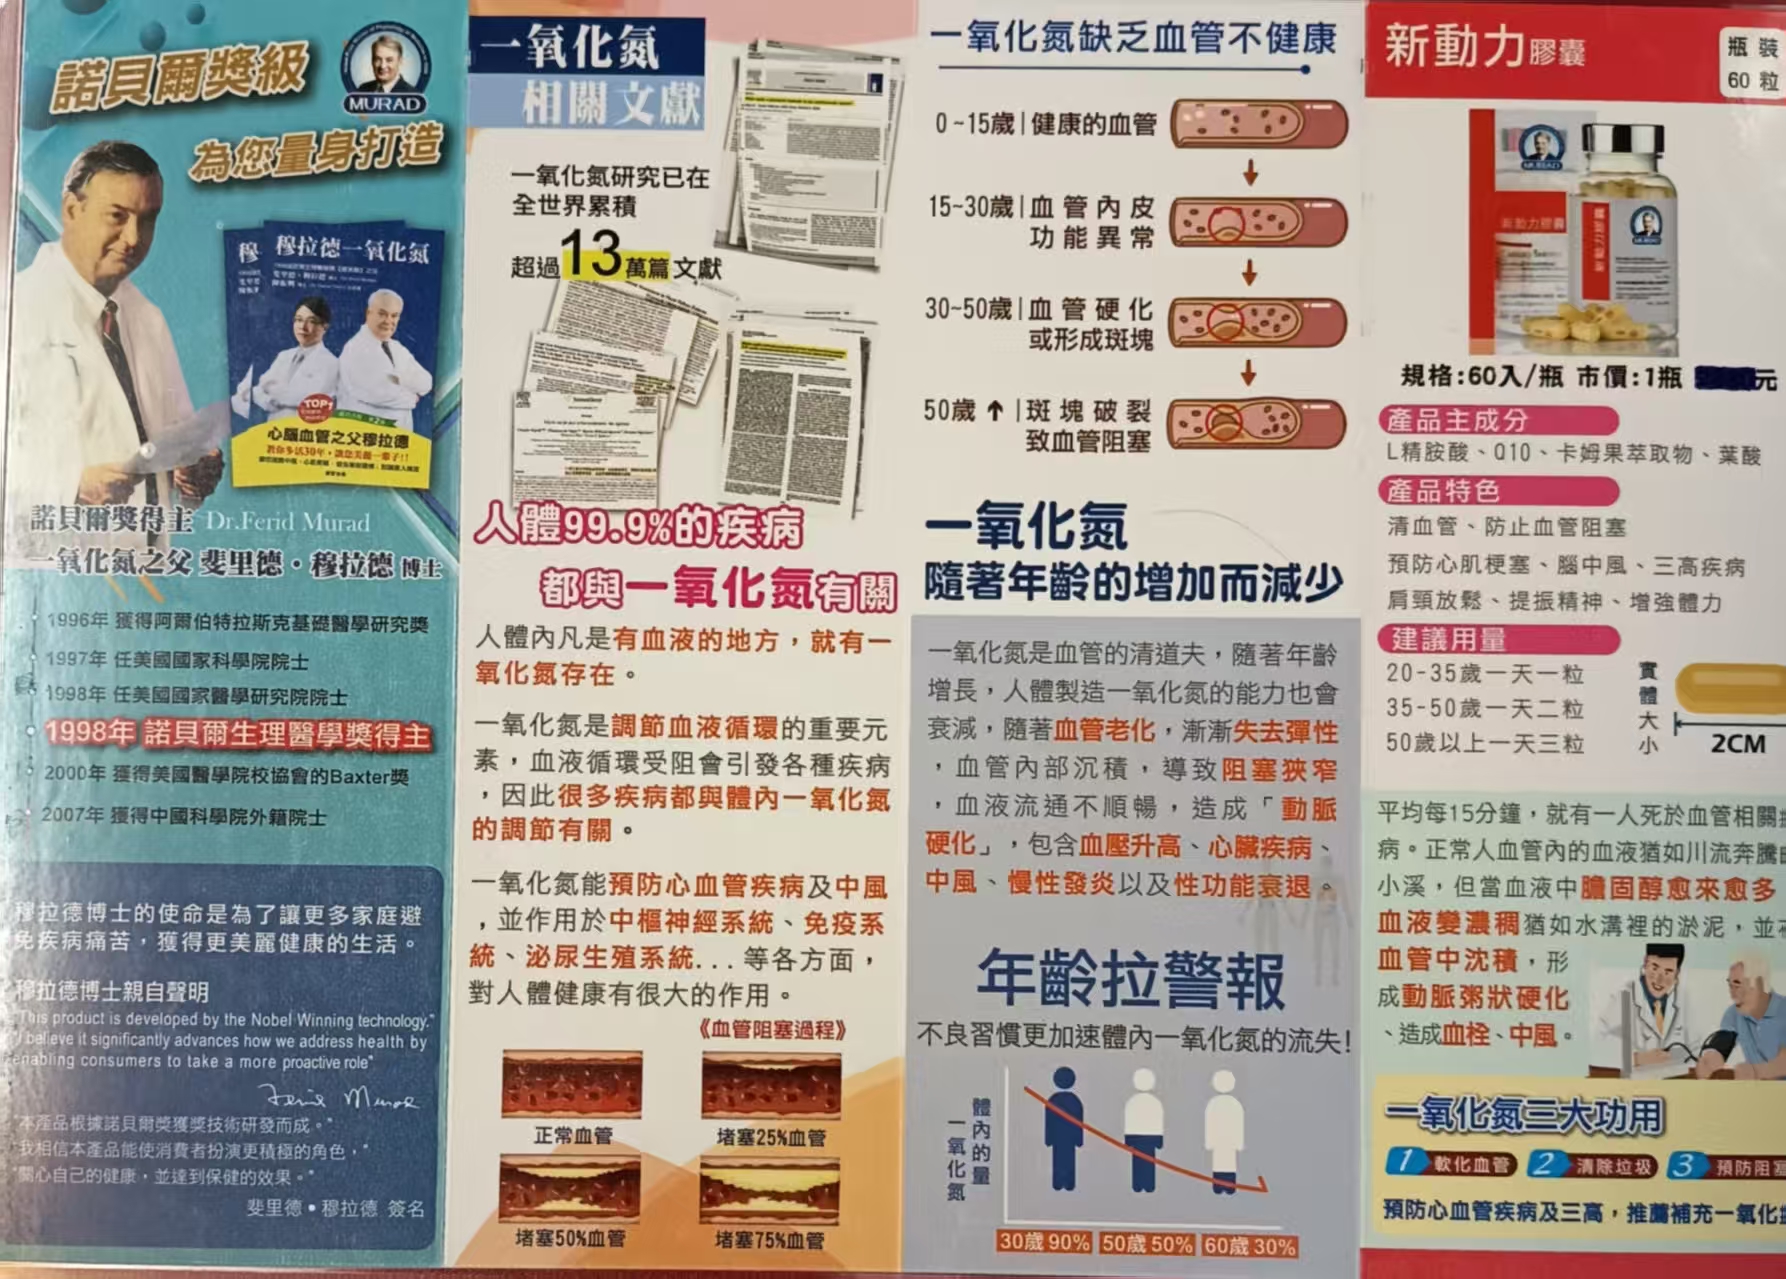 諾貝爾獎級
MURAD
為您量身打造
穆拉德一氧化氮
TOP1
心腦血管之父穆拉德
教你多活30年，讓您美麗一輩子!!
諾貝爾獎得主 Dr.Ferid Murad
一氧化氮之父 斐里德・穆拉德 博士
1996年 獲得阿爾伯特拉斯克基礎醫學研究獎
1997年 任美國國家科學院院士
1998年 任美國國家醫學研究院院士
1998年 諾貝爾生理醫學獎得主
2000年 獲得美國醫學院校協會的Baxter獎
2007年 獲得中國科學院外籍院士
穆拉德博士的使命是為了讓更多家庭避
免疾病痛苦，獲得更美麗健康的生活。
穆拉德博士親自聲明
"This product is developed by the Nobel Winning technology."
"I believe it significantly advances how we address health by
enabling consumers to take a more proactive role"
Ferid Murad
"本產品根據諾貝爾獎獲獎技術研發而成。"
"我相信本產品能使消費者扮演更積極的角色，"
"關心自己的健康，並達到保健的效果。"
斐里德・穆拉德 簽名
一氧化氮
相關文獻
一氧化氮研究已在
全世界累積
超過13萬篇文獻
人體99.9%的疾病
都與一氧化氮有關
人體內凡是有血液的地方，就有一
氧化氮存在。
一氧化氮是調節血液循環的重要元
素，血液循環受阻會引發各種疾病
，因此很多疾病都與體內一氧化氮
的調節有關。
一氧化氮能預防心血管疾病及中風
，並作用於中樞神經系統、免疫系
統、泌尿生殖系統...等各方面，
對人體健康有很大的作用。
《血管阻塞過程》
正常血管
堵塞25%血管
堵塞50%血管
堵塞75%血管
一氧化氮缺乏血管不健康
0~15歲|健康的血管
15~30歲|血管內皮
功能異常
30~50歲|血管硬化
或形成斑塊
50歲↑|斑塊破裂
致血管阻塞
一氧化氮
隨著年齡的增加而減少
一氧化氮是血管的清道夫，隨著年齡
增長，人體製造一氧化氮的能力也會
衰減，隨著血管老化，漸漸失去彈性
，血管內部沉積，導致阻塞狹窄
，血液流通不順暢，造成「動脈
硬化」，包含血壓升高、心臟疾病、
中風、慢性發炎以及性功能衰退。
年齡拉警報
不良習慣更加速體內一氧化氮的流失!
體內的量
一氧化氮
30歲90% 50歲50% 60歲30%
新動力膠囊
瓶裝
60粒
MURAD
新動力膠囊
規格:60入/瓶 市價:1瓶 元
產品主成分
L精胺酸、Q10、卡姆果萃取物、葉酸
產品特色
清血管、防止血管阻塞
預防心肌梗塞、腦中風、三高疾病
肩頸放鬆、提振精神、增強體力
建議用量
20-35歲一天一粒
35-50歲一天二粒
50歲以上一天三粒
實體大小
2CM
平均每15分鐘，就有一人死於血管相關
病。正常人血管內的血液猶如川流奔騰
小溪，但當血液中膽固醇愈來愈多
血液變濃稠猶如水溝裡的淤泥，並
血管中沈積，形
成動脈粥狀硬化
、造成血栓、中風。
一氧化氮三大功用
1 軟化血管 2 清除垃圾 3 預防阻
預防心血管疾病及三高，推薦補充一氧化